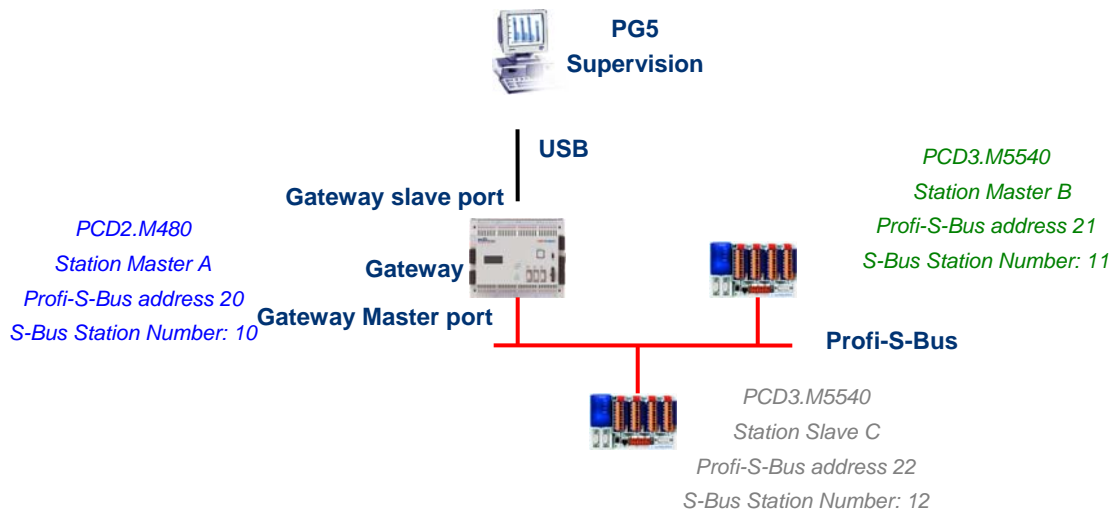 PG5
Supervision
USB
Gateway slave port
PCD3.M5540
Station Master B
Profi-S-Bus address 21
S-Bus Station Number: 11
PCD2.M480
Station Master A
Profi-S-Bus address 20
S-Bus Station Number: 10
Gateway
Gateway Master port
Profi-S-Bus
PCD3.M5540
Station Slave C
Profi-S-Bus address 22
S-Bus Station Number: 12